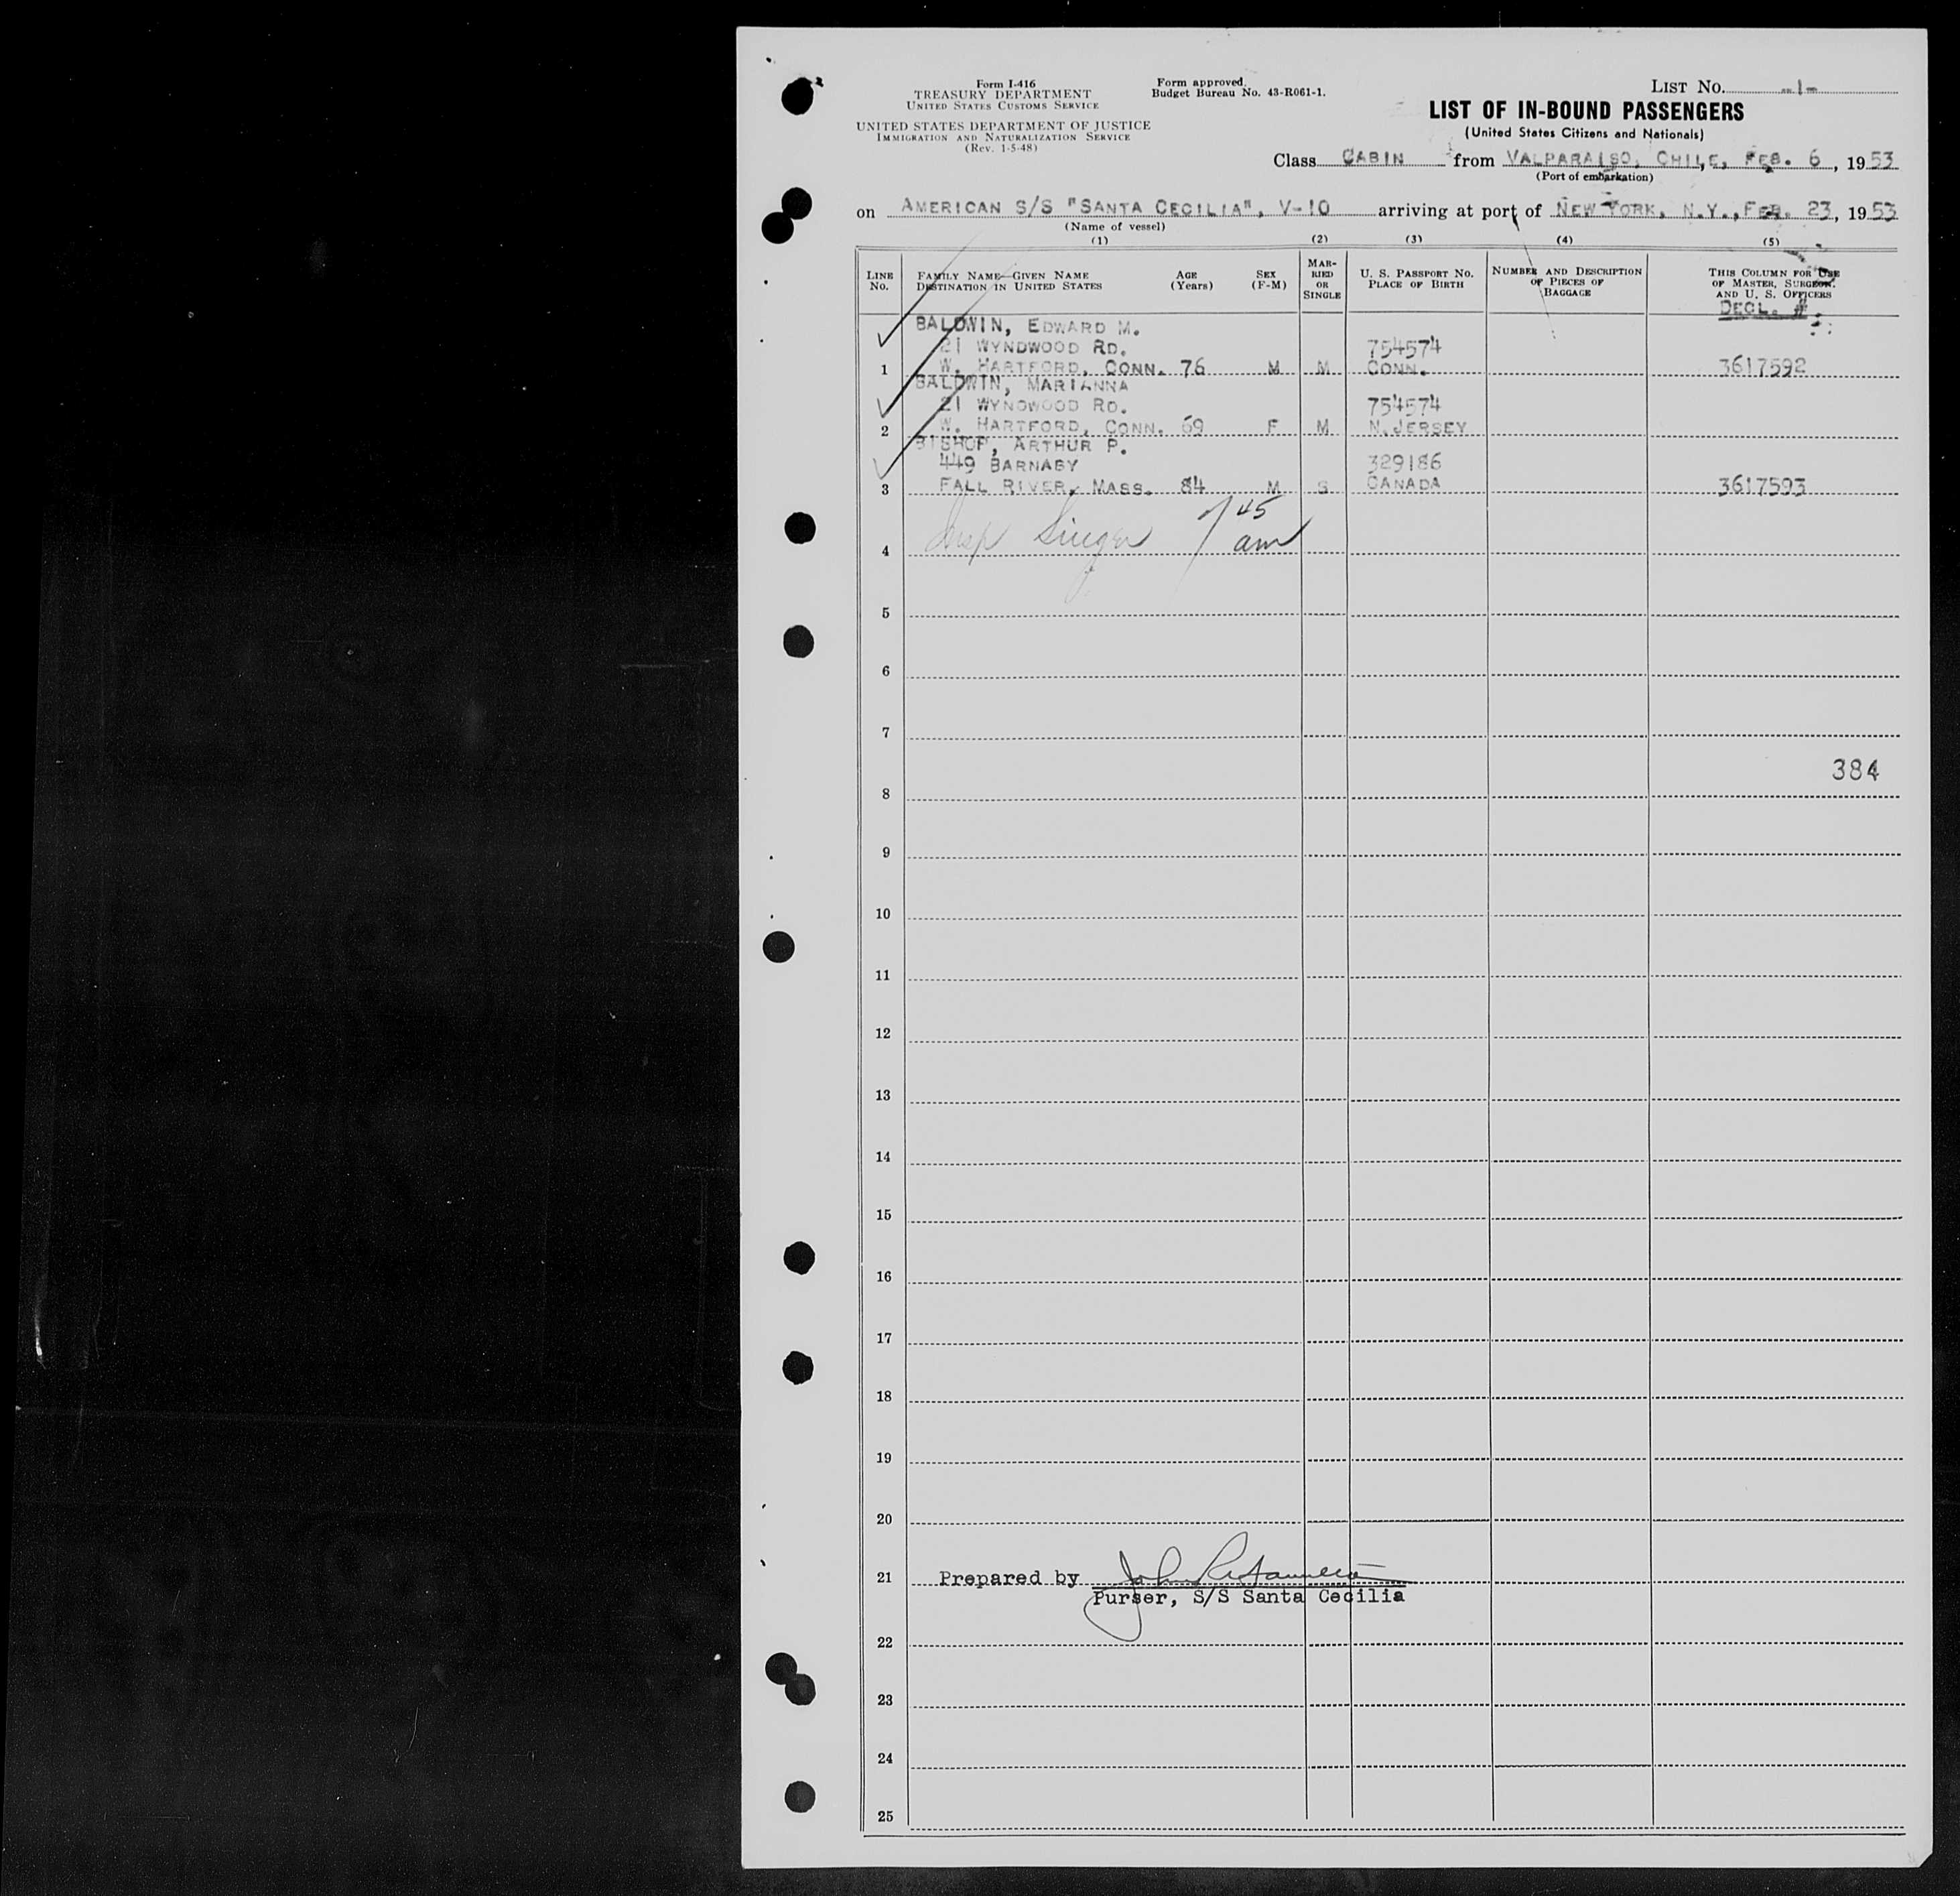 Form I-416
TREASURY DEPARTMENT
UNITED STATES CUSTOMS SERVICE
UNITED STATES DEPARTMENT OF JUSTICE
IMMIGRATION AND NATURALIZATION SERVICE
(Rev. 1-5-48)
Form approved.
Budget Bureau No. 43-R061-1.
LIST No. -1-
LIST OF IN-BOUND PASSENGERS
(United States Citizens and Nationals)
Class CABIN from VALPARAISO, CHILE, FEB. 6, 1953
(Port of embarkation)
on AMERICAN S/S "SANTA CECILIA", V-10 arriving at port of NEW YORK, N.Y., FEB. 23, 1953
(Name of vessel)
(1) (2) (3) (4) (5)
LINE No.
FAMILY NAME—GIVEN NAME
DESTINATION IN UNITED STATES
AGE (Years)
SEX (F-M)
MARRIED OR SINGLE
U. S. PASSPORT NO.
PLACE OF BIRTH
NUMBER AND DESCRIPTION OF PIECES OF BAGGAGE
THIS COLUMN FOR USE OF MASTER, SURGEON, AND U. S. OFFICERS
DECL. #
BALDWIN, EDWARD M.
21 WYNDWOOD RD. 754574
1 W. HARTFORD, CONN. 76 M M CONN. 3617592
BALDWIN, MARIANNA
21 WYNDWOOD RD. 754574
2 W. HARTFORD, CONN. 69 F M N.JERSEY
BISHOP, ARTHUR P.
449 BARNABY 329186
3 FALL RIVER, MASS. 84 M S CANADA 3617593
Insp Singer 7 45 am
4
5
6
7
384
8
9
10
11
12
13
14
15
16
17
18
19
20
21 Prepared by John R.
Purser, S/S Santa Cecilia
22
23
24
25